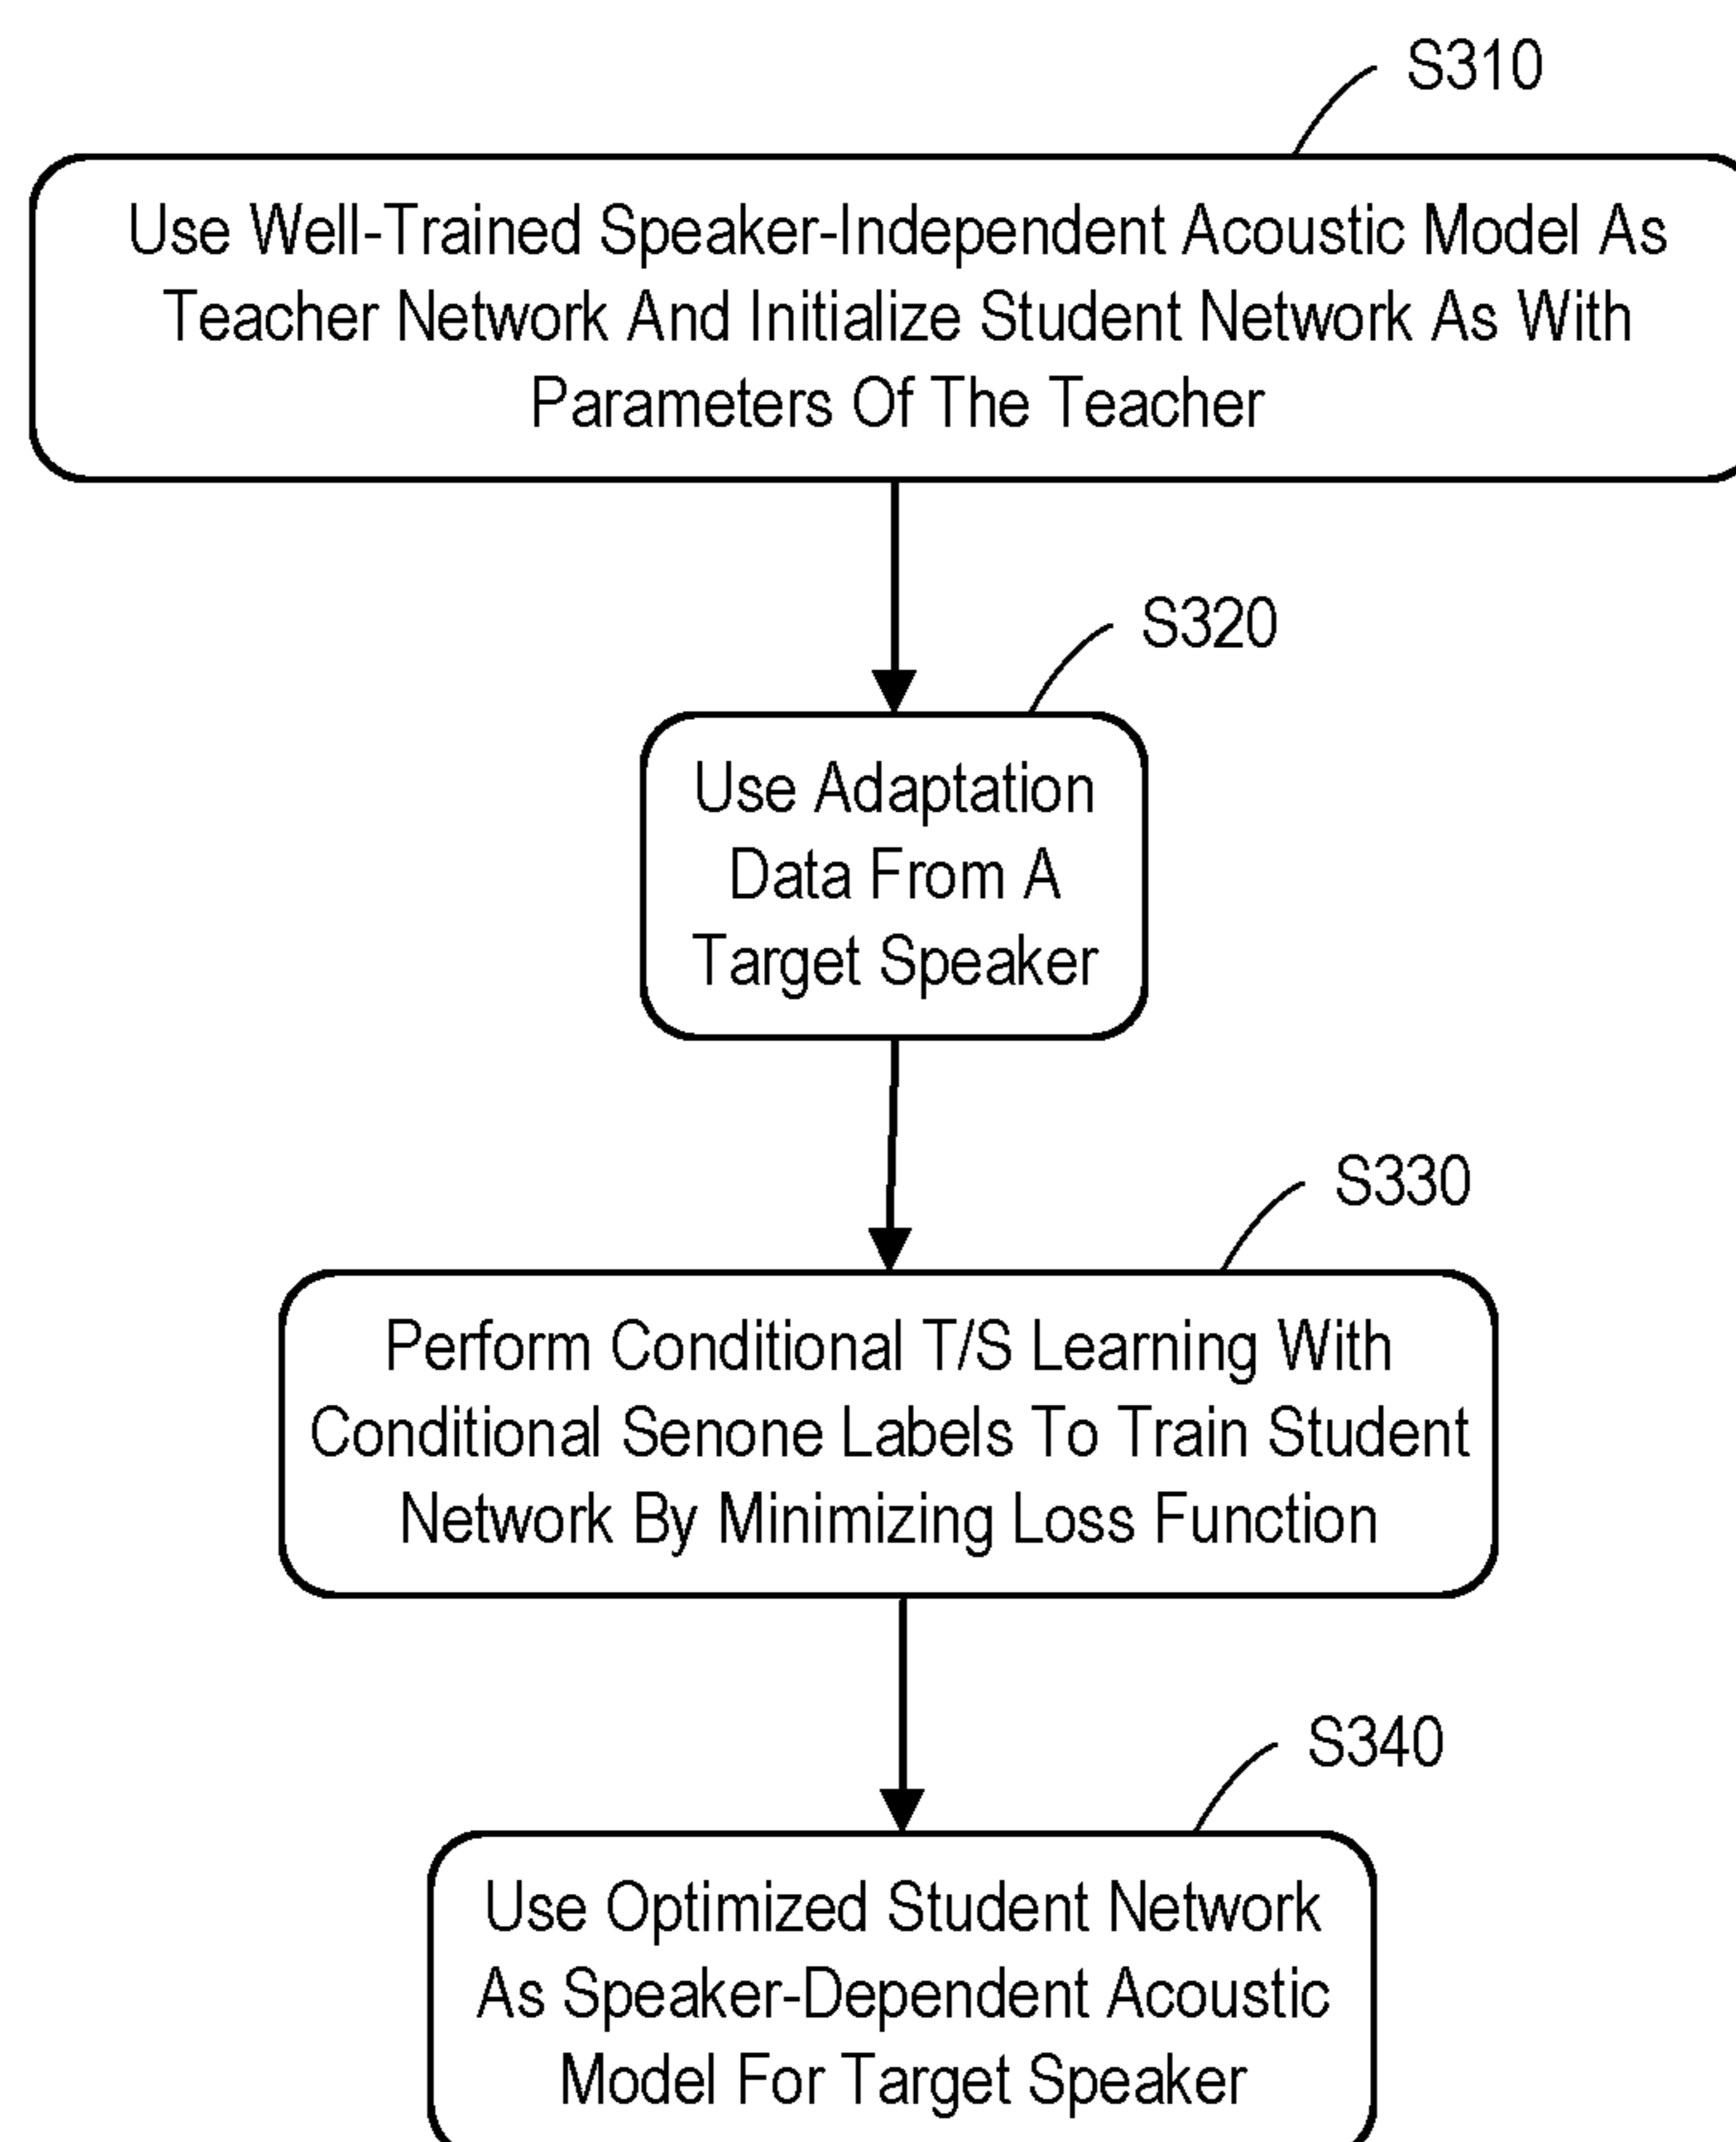 S310
Use Well-Trained Speaker-Independent Acoustic Model As
Teacher Network And Initialize Student Network As With
Parameters Of The Teacher
S320
Use Adaptation
Data From A
Target Speaker
S330
Perform Conditional T/S Learning With
Conditional Senone Labels To Train Student
Network By Minimizing Loss Function
S340
Use Optimized Student Network
As Speaker-Dependent Acoustic
Model For Target Speaker